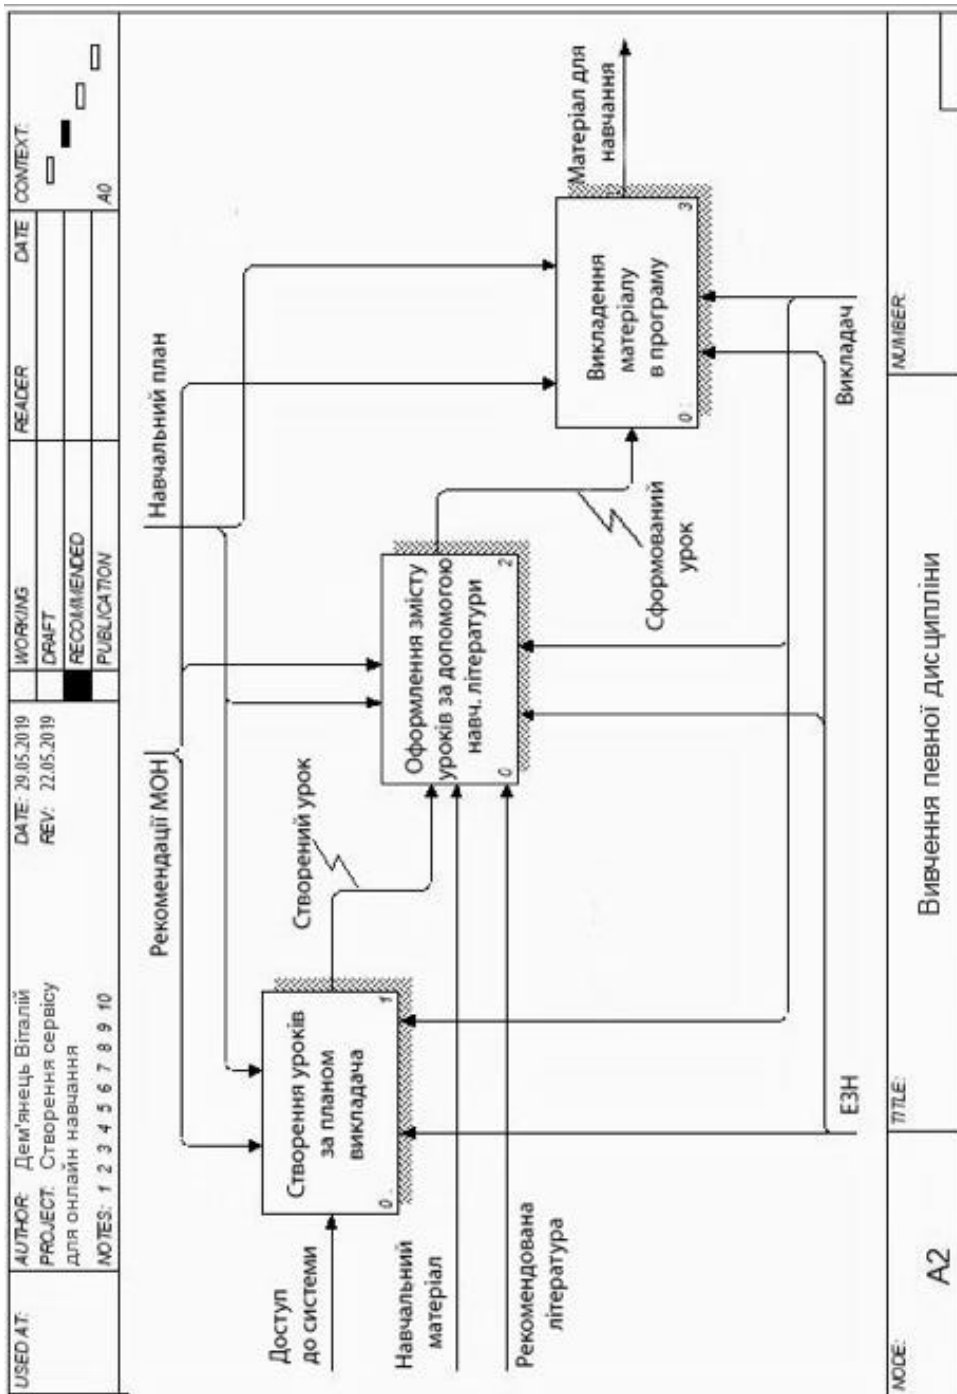 USED AT:
AUTHOR: Дем'янець Віталій
PROJECT: Створення сервісу
для онлайн навчання
NOTES: 1 2 3 4 5 6 7 8 9 10
DATE: 29.05.2019
REV: 22.05.2019
WORKING
DRAFT
RECOMMENDED
PUBLICATION
READER
DATE
CONTEXT:
A0
Рекомендації МОН
Навчальний план
Доступ
до системи
Навчальний
матеріал
Рекомендована
література
Створення уроків
за планом
викладача
0
1
Створений урок
Оформлення змісту
уроків за допомогою
навч. літератури
0
2
Сформований
урок
Викладення
матеріалу
в програму
0
3
Матеріал для
навчання
ЕЗН
Викладач
NODE:
A2
TITLE:
Вивчення певної дисципліни
NUMBER: